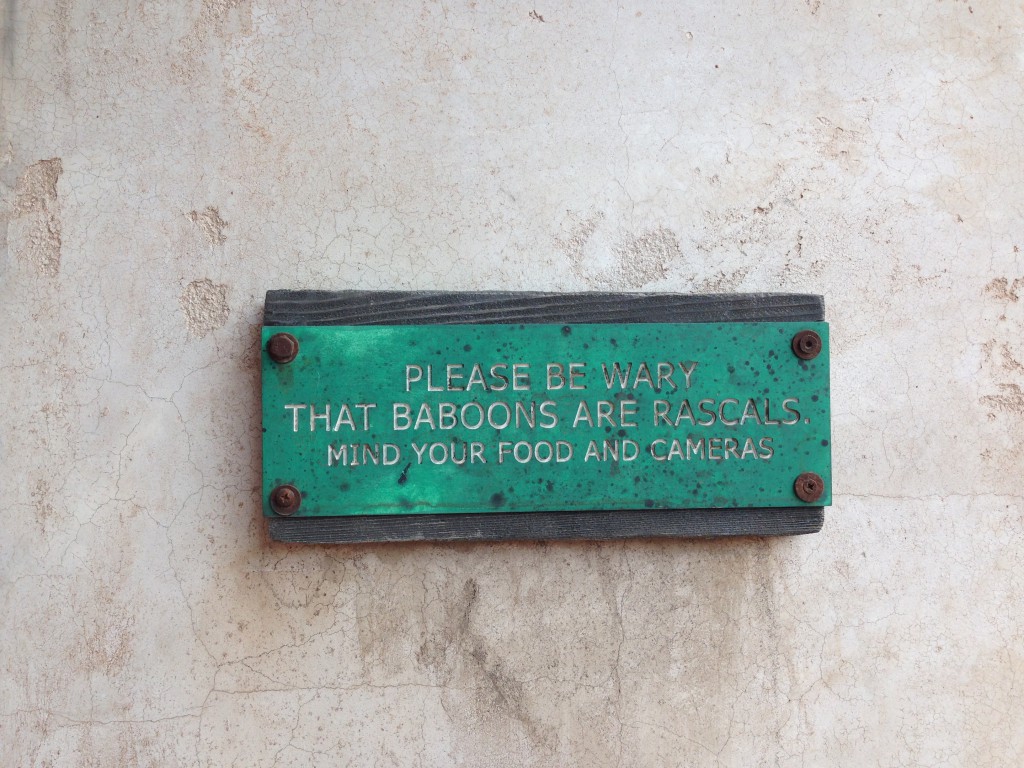 PLEASE BE WARY
THAT BABOONS ARE RASCALS.
MIND YOUR FOOD AND CAMERAS